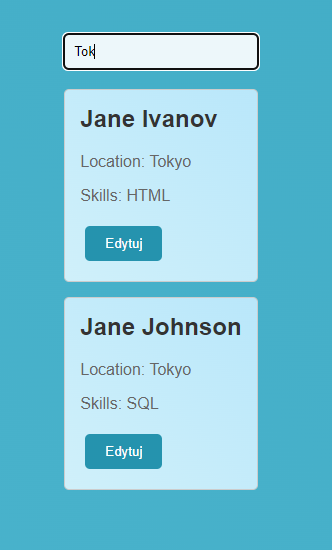 Tok
Jane Ivanov
Location: Tokyo
Skills: HTML
Edytuj
Jane Johnson
Location: Tokyo
Skills: SQL
Edytuj